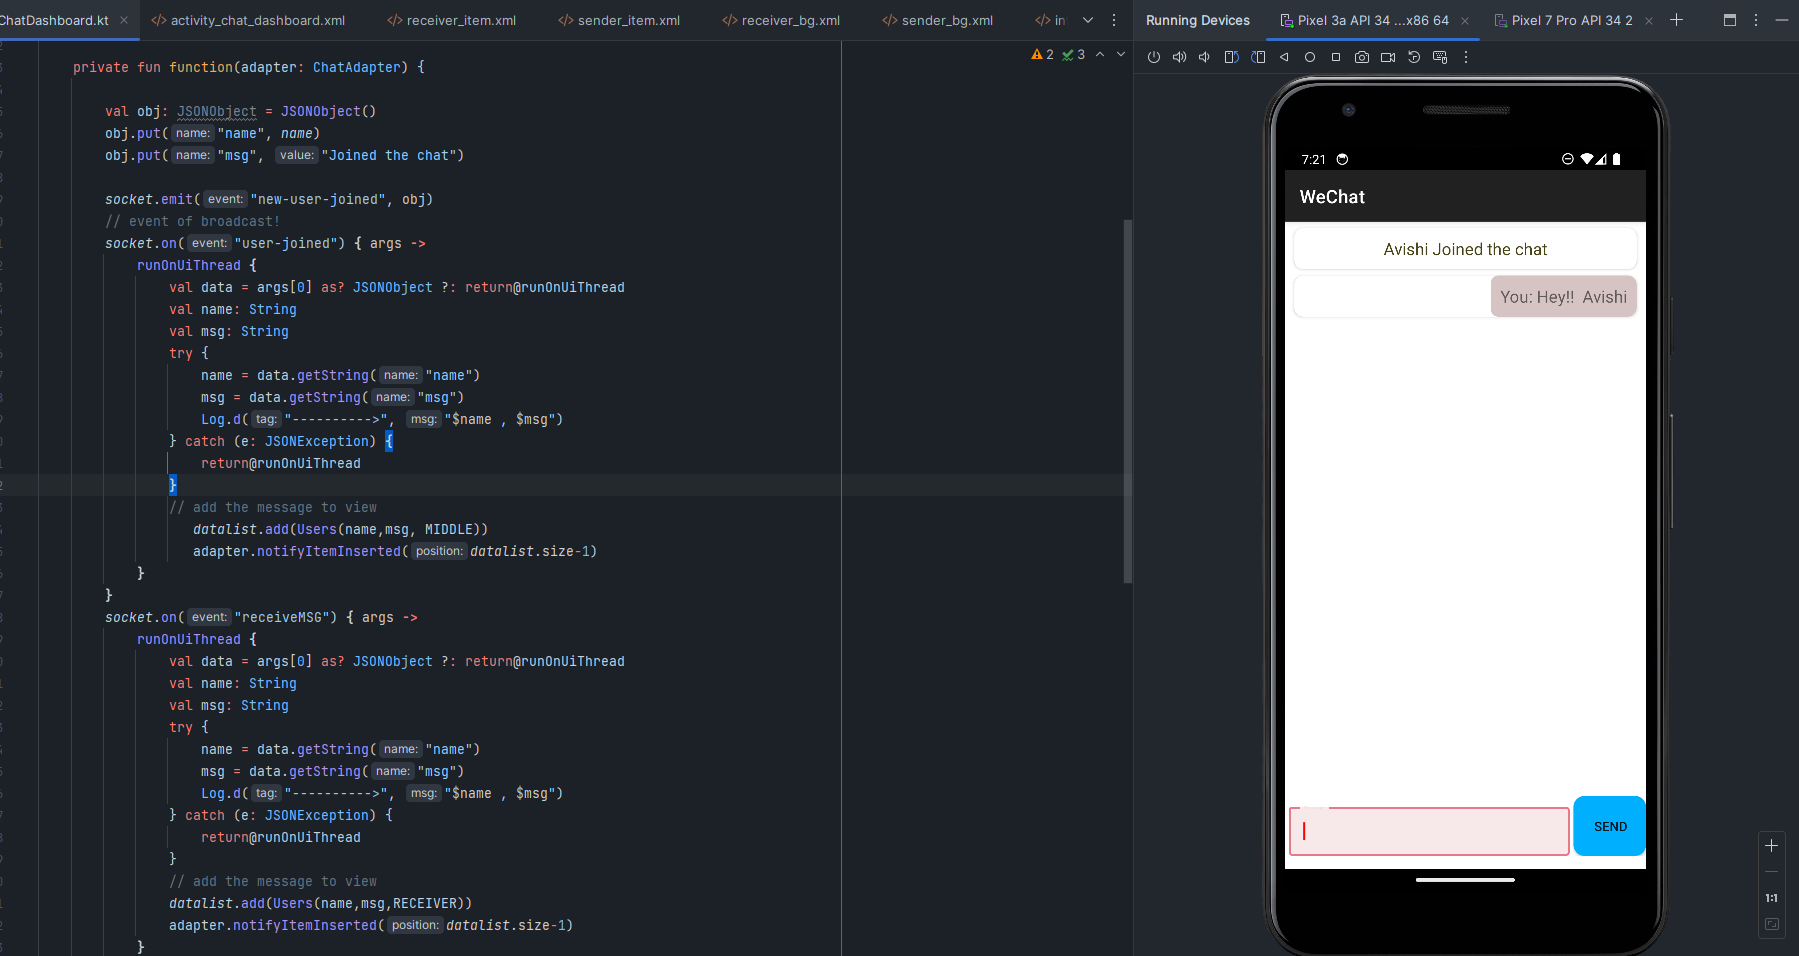 ChatDashboard.kt activity_chat_dashboard.xml receiver_item.xml sender_item.xml receiver_bg.xml sender_bg.xml
Running Devices Pixel 3a API 34 ...x86 64 Pixel 7 Pro API 34 2
2 3
private fun function(adapter: ChatAdapter) {
val obj: JSONObject = JSONObject()
obj.put( name: "name", name)
obj.put( name: "msg", value: "Joined the chat")
socket.emit( event: "new-user-joined", obj)
// event of broadcast!
socket.on( event: "user-joined") { args ->
runOnUiThread {
val data = args[0] as? JSONObject ?: return@runOnUiThread
val name: String
val msg: String
try {
name = data.getString( name: "name")
msg = data.getString( name: "msg")
Log.d( tag: "---------->", msg: "$name , $msg")
} catch (e: JSONException) {
return@runOnUiThread
}
// add the message to view
datalist.add(Users(name,msg, MIDDLE))
adapter.notifyItemInserted( position: datalist.size-1)
}
}
socket.on( event: "receiveMSG") { args ->
runOnUiThread {
val data = args[0] as? JSONObject ?: return@runOnUiThread
val name: String
val msg: String
try {
name = data.getString( name: "name")
msg = data.getString( name: "msg")
Log.d( tag: "---------->", msg: "$name , $msg")
} catch (e: JSONException) {
return@runOnUiThread
}
// add the message to view
datalist.add(Users(name,msg,RECEIVER))
adapter.notifyItemInserted( position: datalist.size-1)
}
7:21
WeChat
Avishi Joined the chat
You: Hey!! Avishi
SEND
1:1